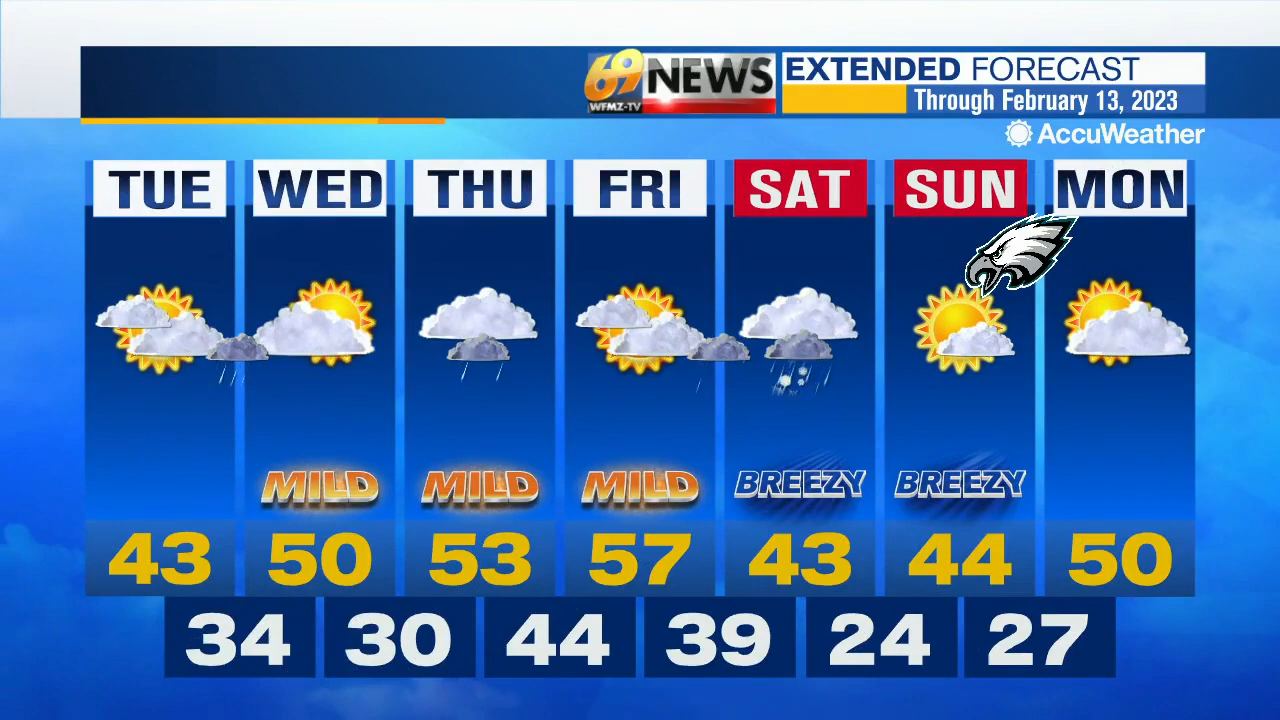 69 NEWS
WFMZ-TV
EXTENDED FORECAST
Through February 13, 2023
AccuWeather
TUE WED THU FRI SAT SUN MON
MILD MILD MILD BREEZY BREEZY
43 50 53 57 43 44 50
34 30 44 39 24 27